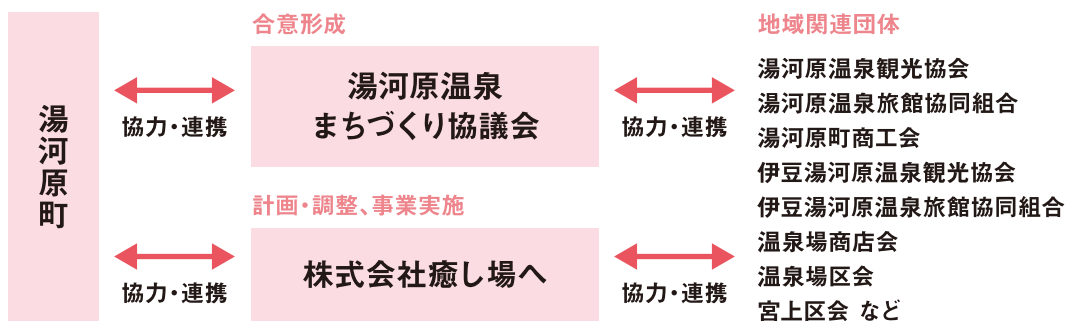 湯河原町
合意形成
湯河原温泉
まちづくり協議会
協力・連携
協力・連携
計画・調整、事業実施
株式会社癒し場へ
協力・連携
協力・連携
地域関連団体
湯河原温泉観光協会
湯河原温泉旅館協同組合
湯河原町商工会
伊豆湯河原温泉観光協会
伊豆湯河原温泉旅館協同組合
温泉場商店会
温泉場区会
宮上区会 など